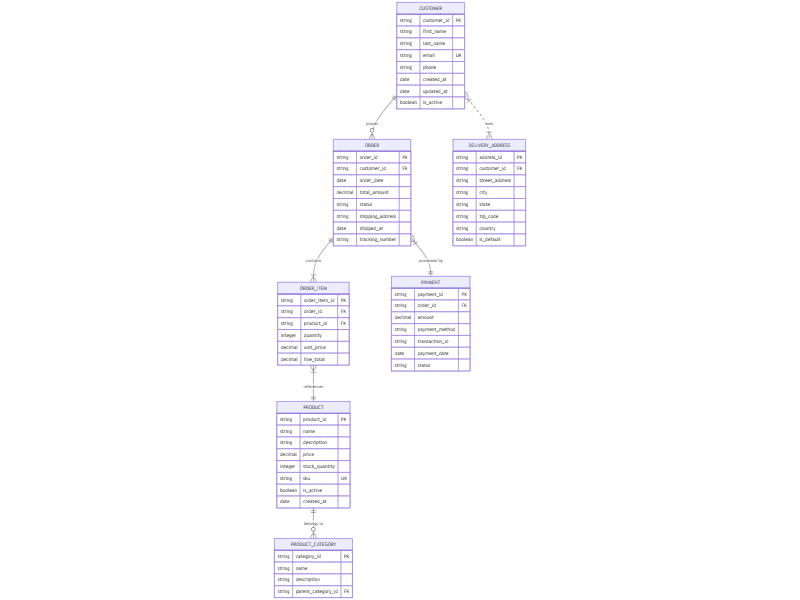 CUSTOMER
string customer_id PK
string first_name
string last_name
string email UK
string phone
date created_at
date updated_at
boolean is_active
places
ORDER
string order_id PK
string customer_id FK
date order_date
decimal total_amount
string status
string shipping_address
date shipped_at
string tracking_number
DELIVERY_ADDRESS
string address_id PK
string customer_id FK
string street_address
string city
string state
string zip_code
string country
boolean is_default
contains
processed by
ORDER_ITEM
string order_item_id PK
string order_id FK
string product_id FK
integer quantity
decimal unit_price
decimal line_total
PAYMENT
string payment_id PK
string order_id FK
decimal amount
string payment_method
string transaction_id
date payment_date
string status
references
PRODUCT
string product_id PK
string name
string description
decimal price
integer stock_quantity
string sku UK
boolean is_active
date created_at
belongs to
PRODUCT_CATEGORY
string category_id PK
string name
string description
string parent_category_id FK